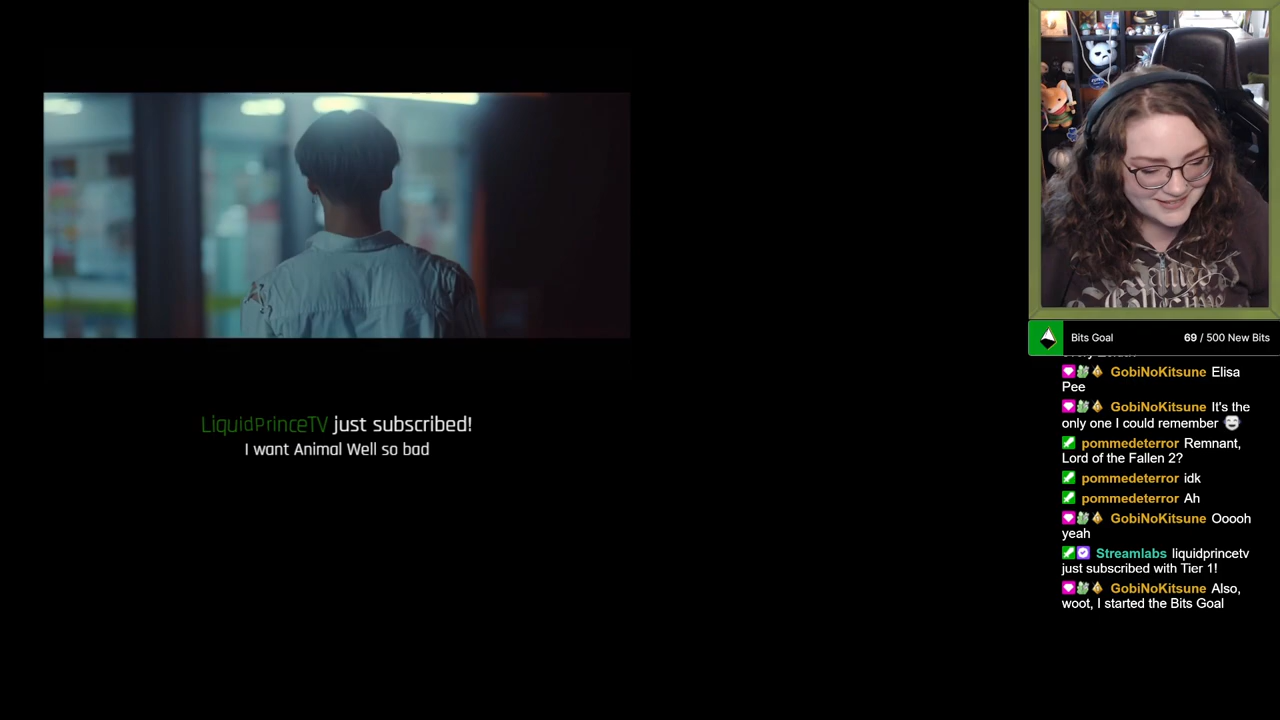 LiquidPrinceTV just subscribed!
I want Animal Well so bad
Bits Goal 69 / 500 New Bits
GobiNoKitsune Elisa
Pee
GobiNoKitsune It's the
only one I could remember
pommedeterror Remnant,
Lord of the Fallen 2?
pommedeterror idk
pommedeterror Ah
GobiNoKitsune Ooooh
yeah
Streamlabs liquidprincetv
just subscribed with Tier 1!
GobiNoKitsune Also,
woot, I started the Bits Goal